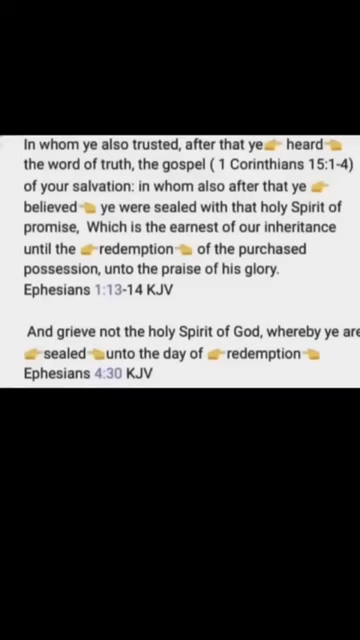 In whom ye also trusted, after that ye👉 heard👈
the word of truth, the gospel ( 1 Corinthians 15:1-4)
of your salvation: in whom also after that ye 👉
believed👈 ye were sealed with that holy Spirit of
promise, Which is the earnest of our inheritance
until the 👉redemption👈 of the purchased
possession, unto the praise of his glory.
Ephesians 1:13-14 KJV
And grieve not the holy Spirit of God, whereby ye are
👉sealed👈unto the day of 👉redemption👈
Ephesians 4:30 KJV